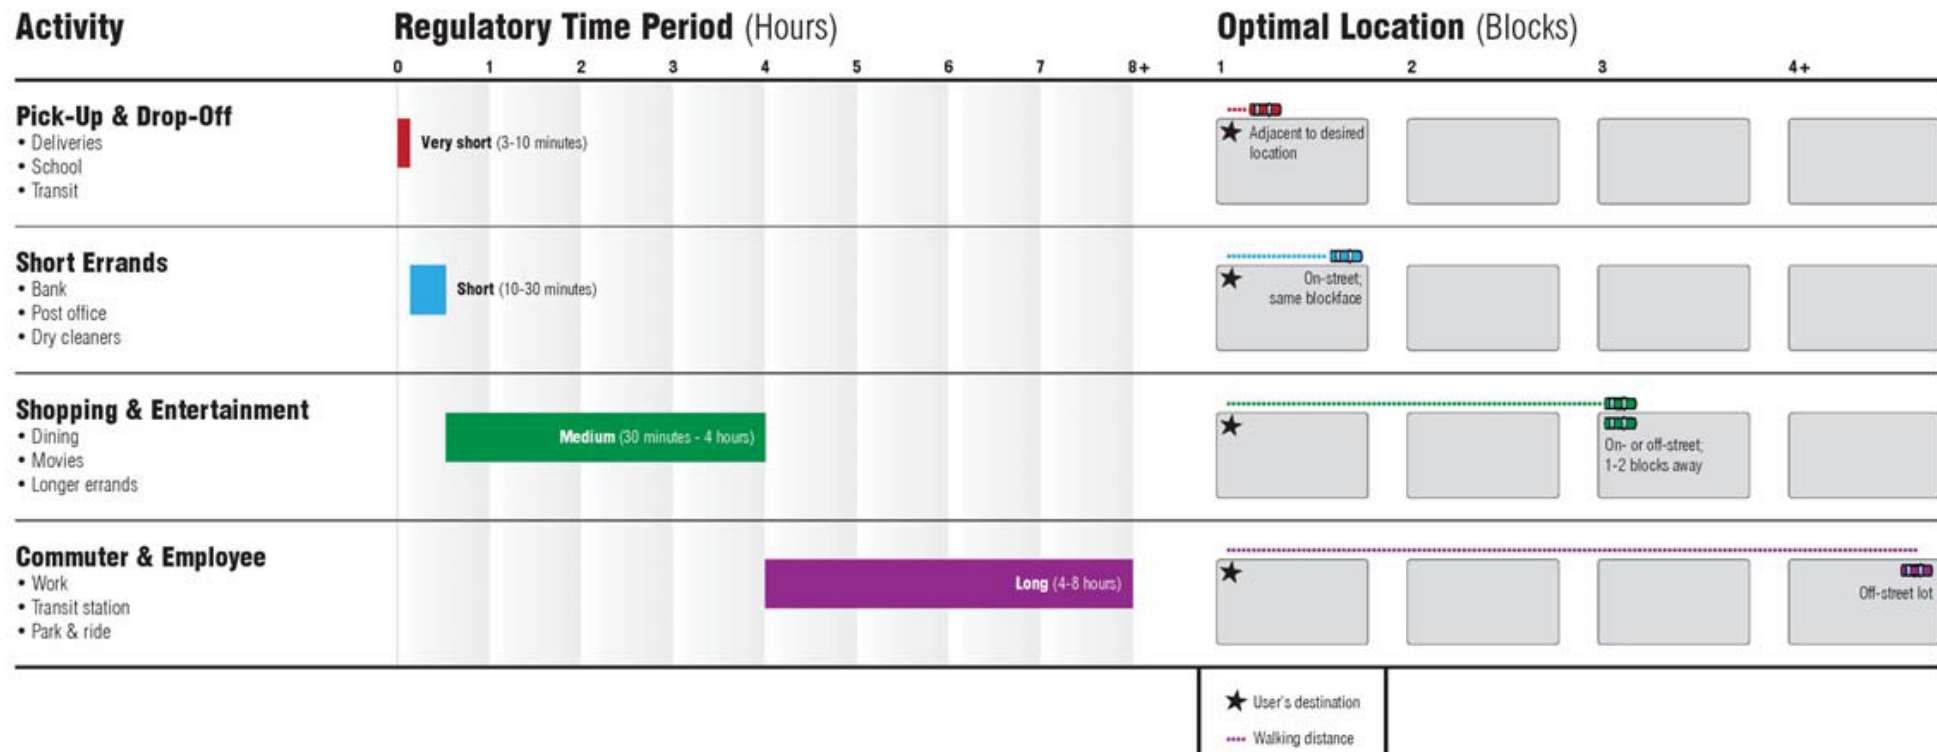 Activity
Regulatory Time Period (Hours)
Optimal Location (Blocks)
0 1 2 3 4 5 6 7 8+
1 2 3 4+
Pick-Up & Drop-Off
• Deliveries
• School
• Transit
Very short (3-10 minutes)
Adjacent to desired
location
Short Errands
• Bank
• Post office
• Dry cleaners
Short (10-30 minutes)
On-street;
same blockface
Shopping & Entertainment
• Dining
• Movies
• Longer errands
Medium (30 minutes - 4 hours)
On- or off-street;
1-2 blocks away
Commuter & Employee
• Work
• Transit station
• Park & ride
Long (4-8 hours)
Off-street lot
User's destination
Walking distance